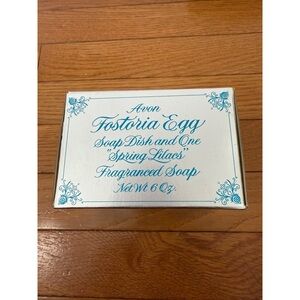 Avon
Fostoria Egg
Soap Dish and One
"Spring Lilacs"
Fragranced Soap
Net Wt 6 Oz.